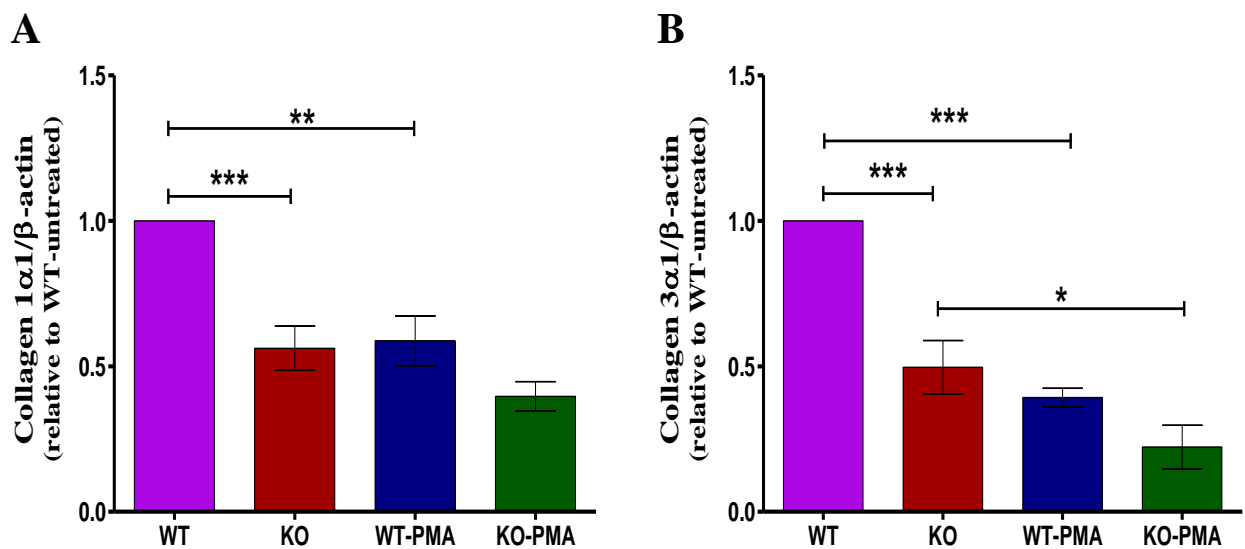 A
Collagen 1α1/β-actin
(relative to WT-untreated)
1.5
1.0
0.5
0.0
**
***
WT KO WT-PMA KO-PMA
B
Collagen 3α1/β-actin
(relative to WT-untreated)
1.5
1.0
0.5
0.0
***
***
*
WT KO WT-PMA KO-PMA